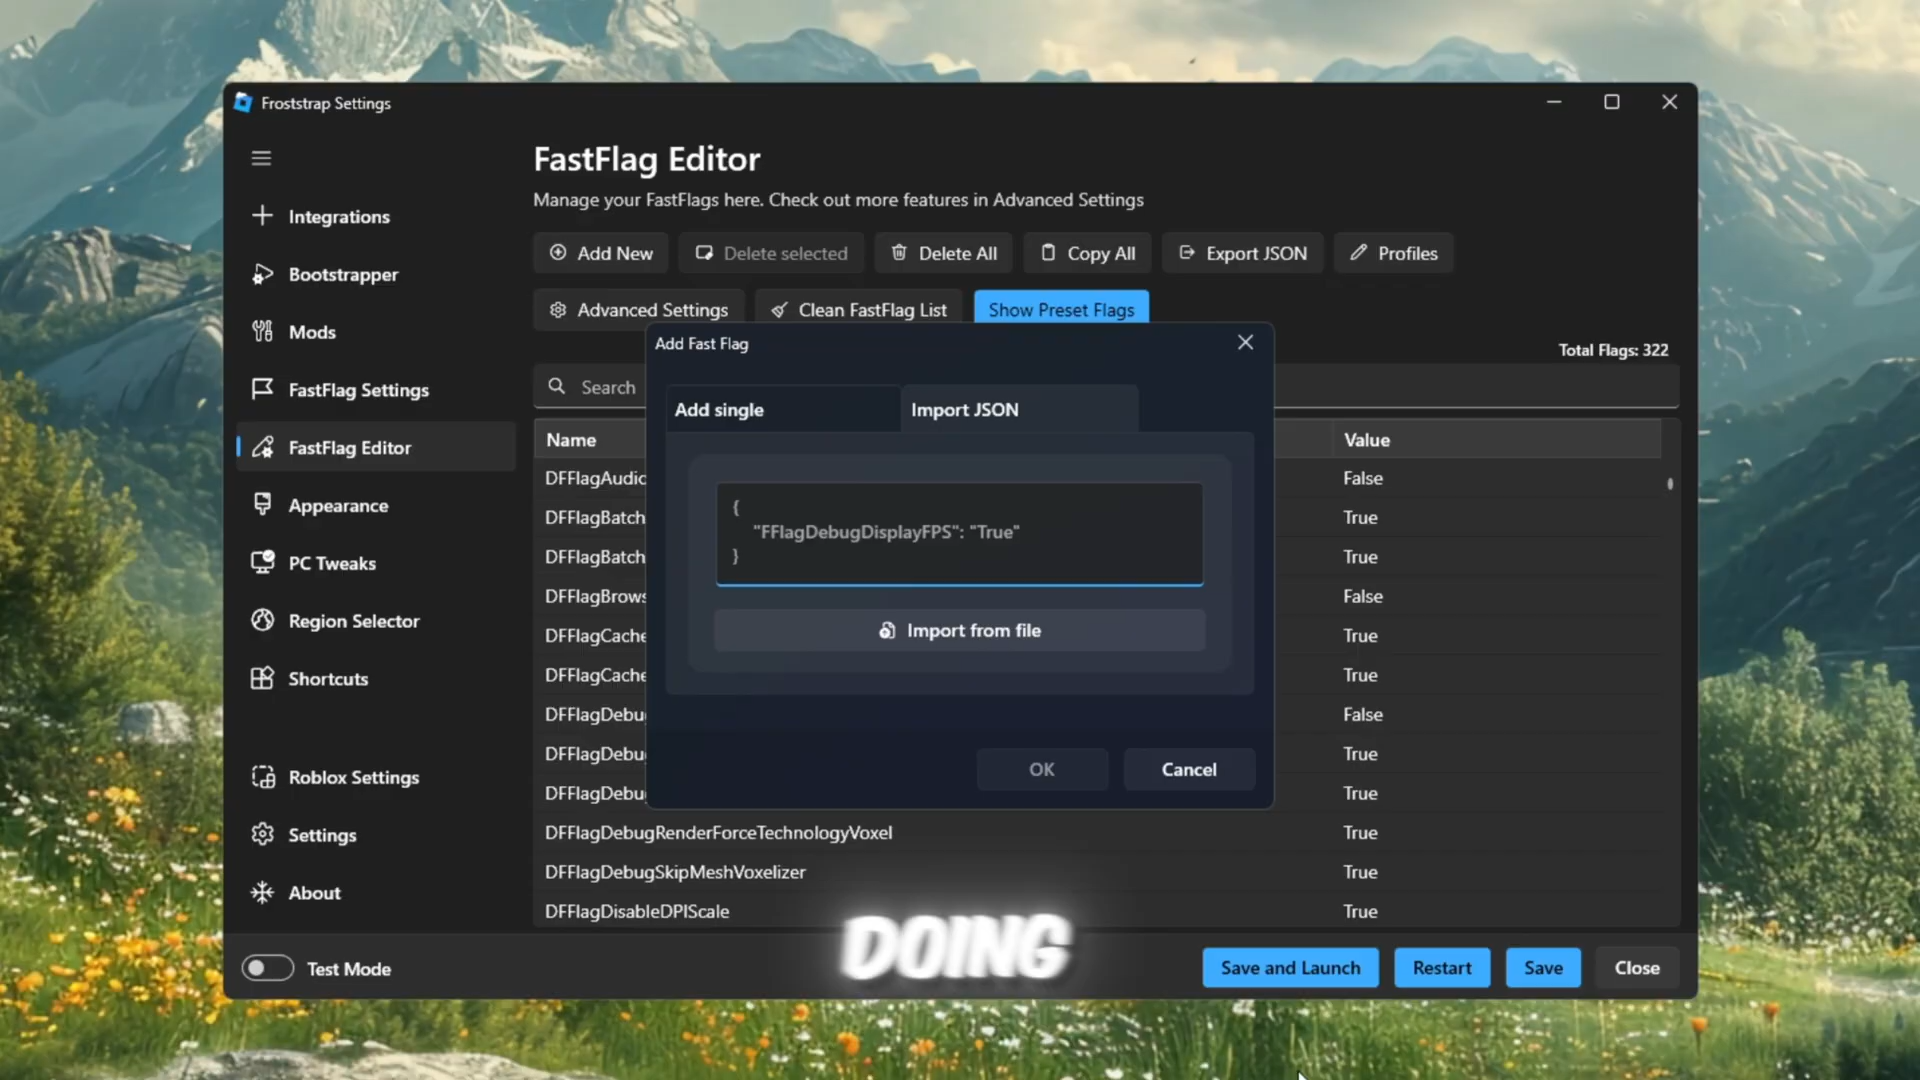 Froststrap Settings
Integrations
Bootstrapper
Mods
FastFlag Settings
FastFlag Editor
Appearance
PC Tweaks
Region Selector
Shortcuts
Roblox Settings
Settings
About
FastFlag Editor
Manage your FastFlags here. Check out more features in Advanced Settings
Add New
Delete selected
Delete All
Copy All
Export JSON
Profiles
Advanced Settings
Clean FastFlag List
Show Preset Flags
Total Flags: 322
Search
Name Value
DFFlagAudio False
DFFlagBatch True
DFFlagBatch True
DFFlagBrows False
DFFlagCache True
DFFlagCache True
DFFlagDebu False
DFFlagDebu True
DFFlagDebu True
DFFlagDebugRenderForceTechnologyVoxel True
DFFlagDebugSkipMeshVoxelizer True
DFFlagDisableDPIScale True
Add Fast Flag
Add single
Import JSON
{
"FFlagDebugDisplayFPS": "True"
}
Import from file
OK
Cancel
DOING
Test Mode
Save and Launch
Restart
Save
Close